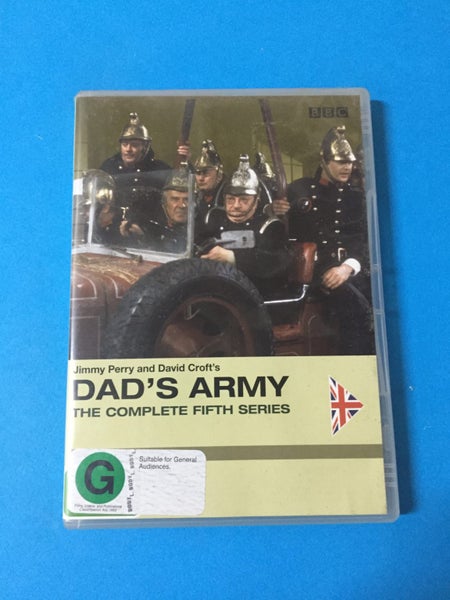 BBC
Jimmy Perry and David Croft's
DAD'S ARMY
THE COMPLETE FIFTH SERIES
G
Suitable for General
Audiences.